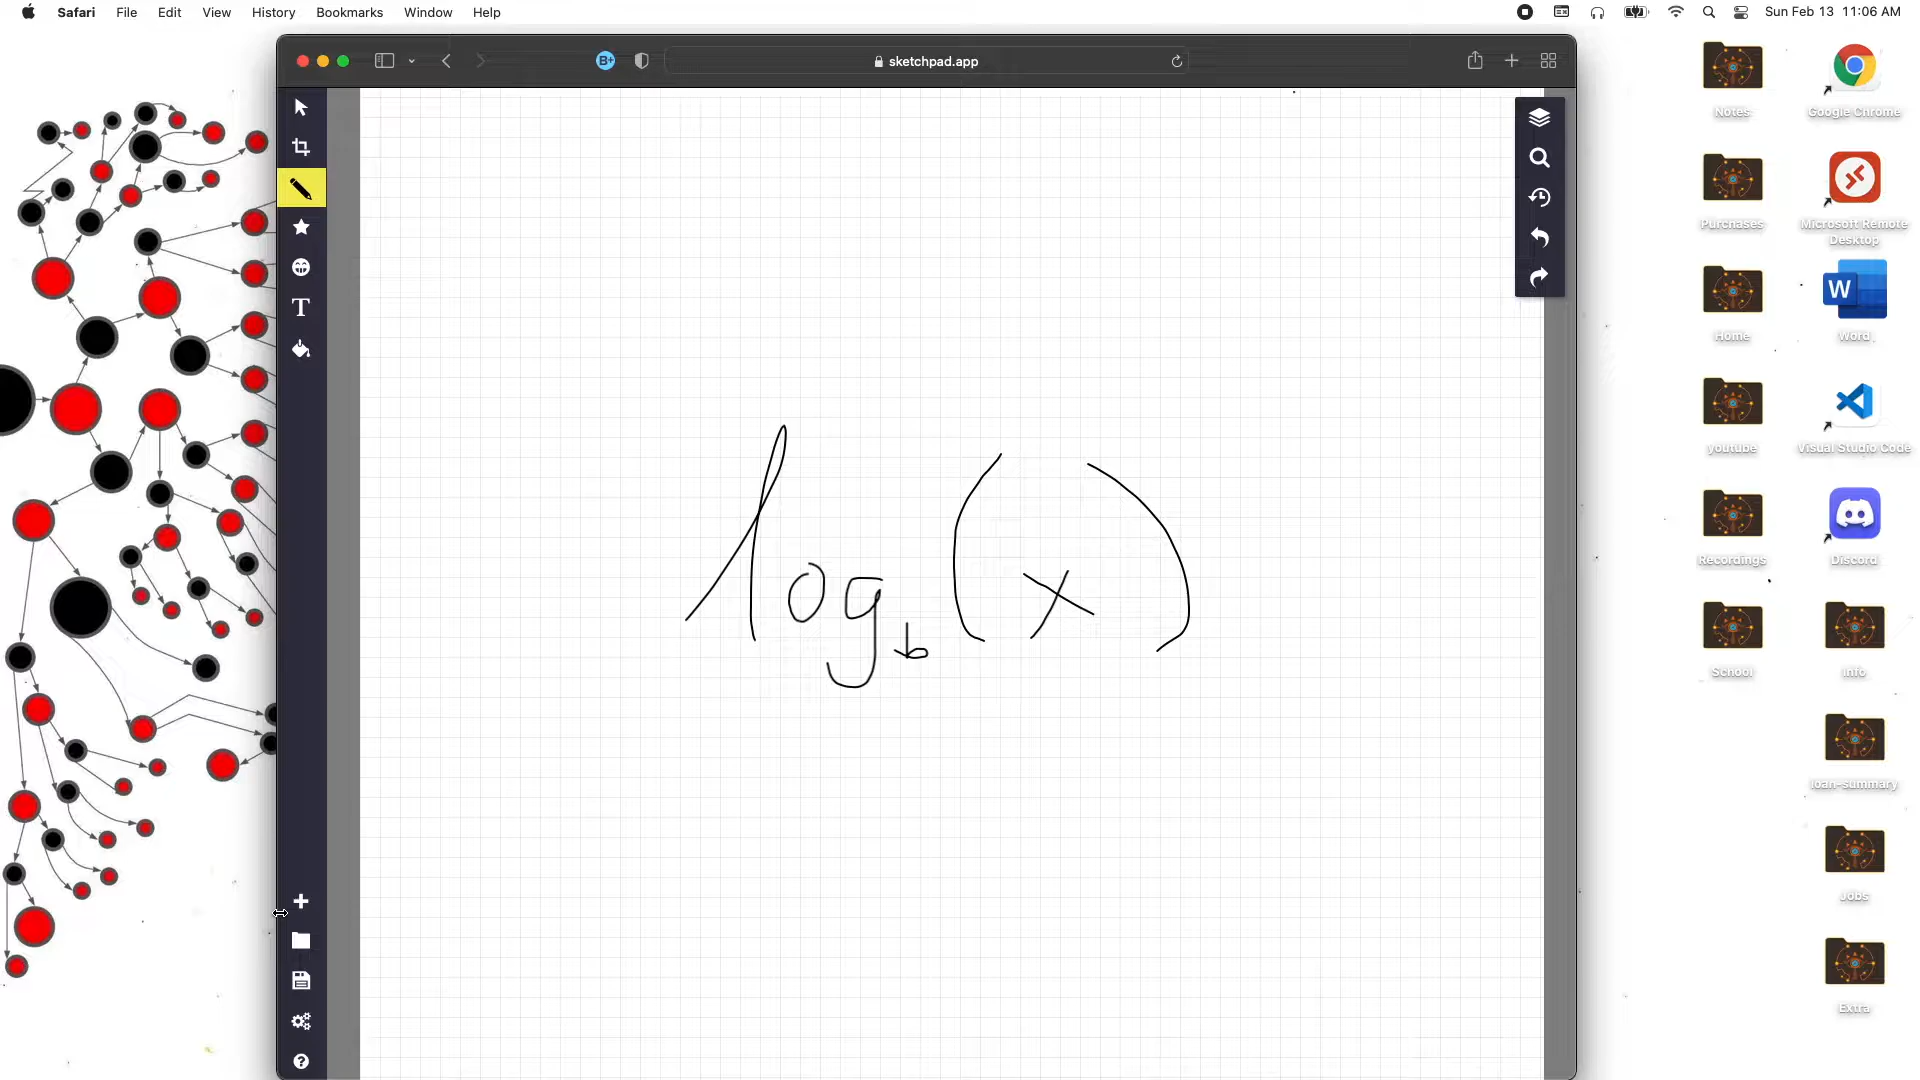 Safari File Edit View History Bookmarks Window Help Sun Feb 13 11:06 AM
sketchpad.app
Notes Google Chrome
Purchases Microsoft Remote Desktop
Home Word
youtube Visual Studio Code
Recordings Discord
School Info
loan-summary
Jobs
Extra
B+
W
T
?
log_b(x)